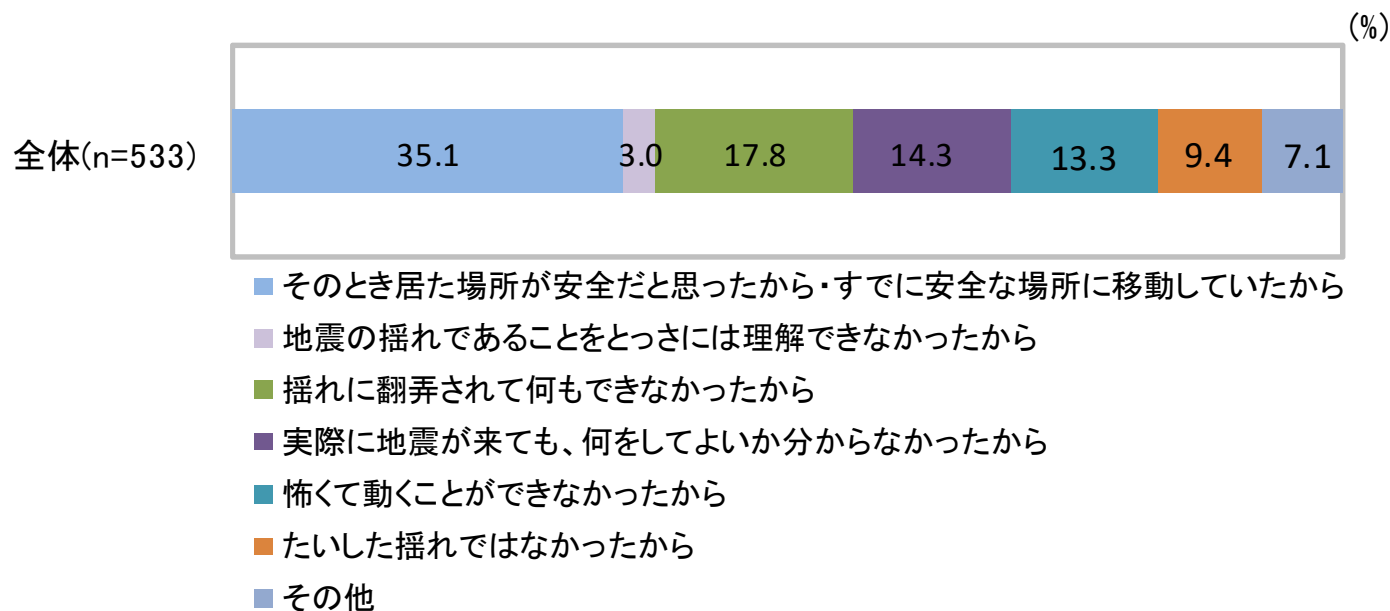 (%)
全体(n=533)
35.1 3.0 17.8 14.3 13.3 9.4 7.1
そのとき居た場所が安全だと思ったから・すでに安全な場所に移動していたから
地震の揺れであることをとっさには理解できなかったから
揺れに翻弄されて何もできなかったから
実際に地震が来ても、何をしてよいか分からなかったから
怖くて動くことができなかったから
たいした揺れではなかったから
その他